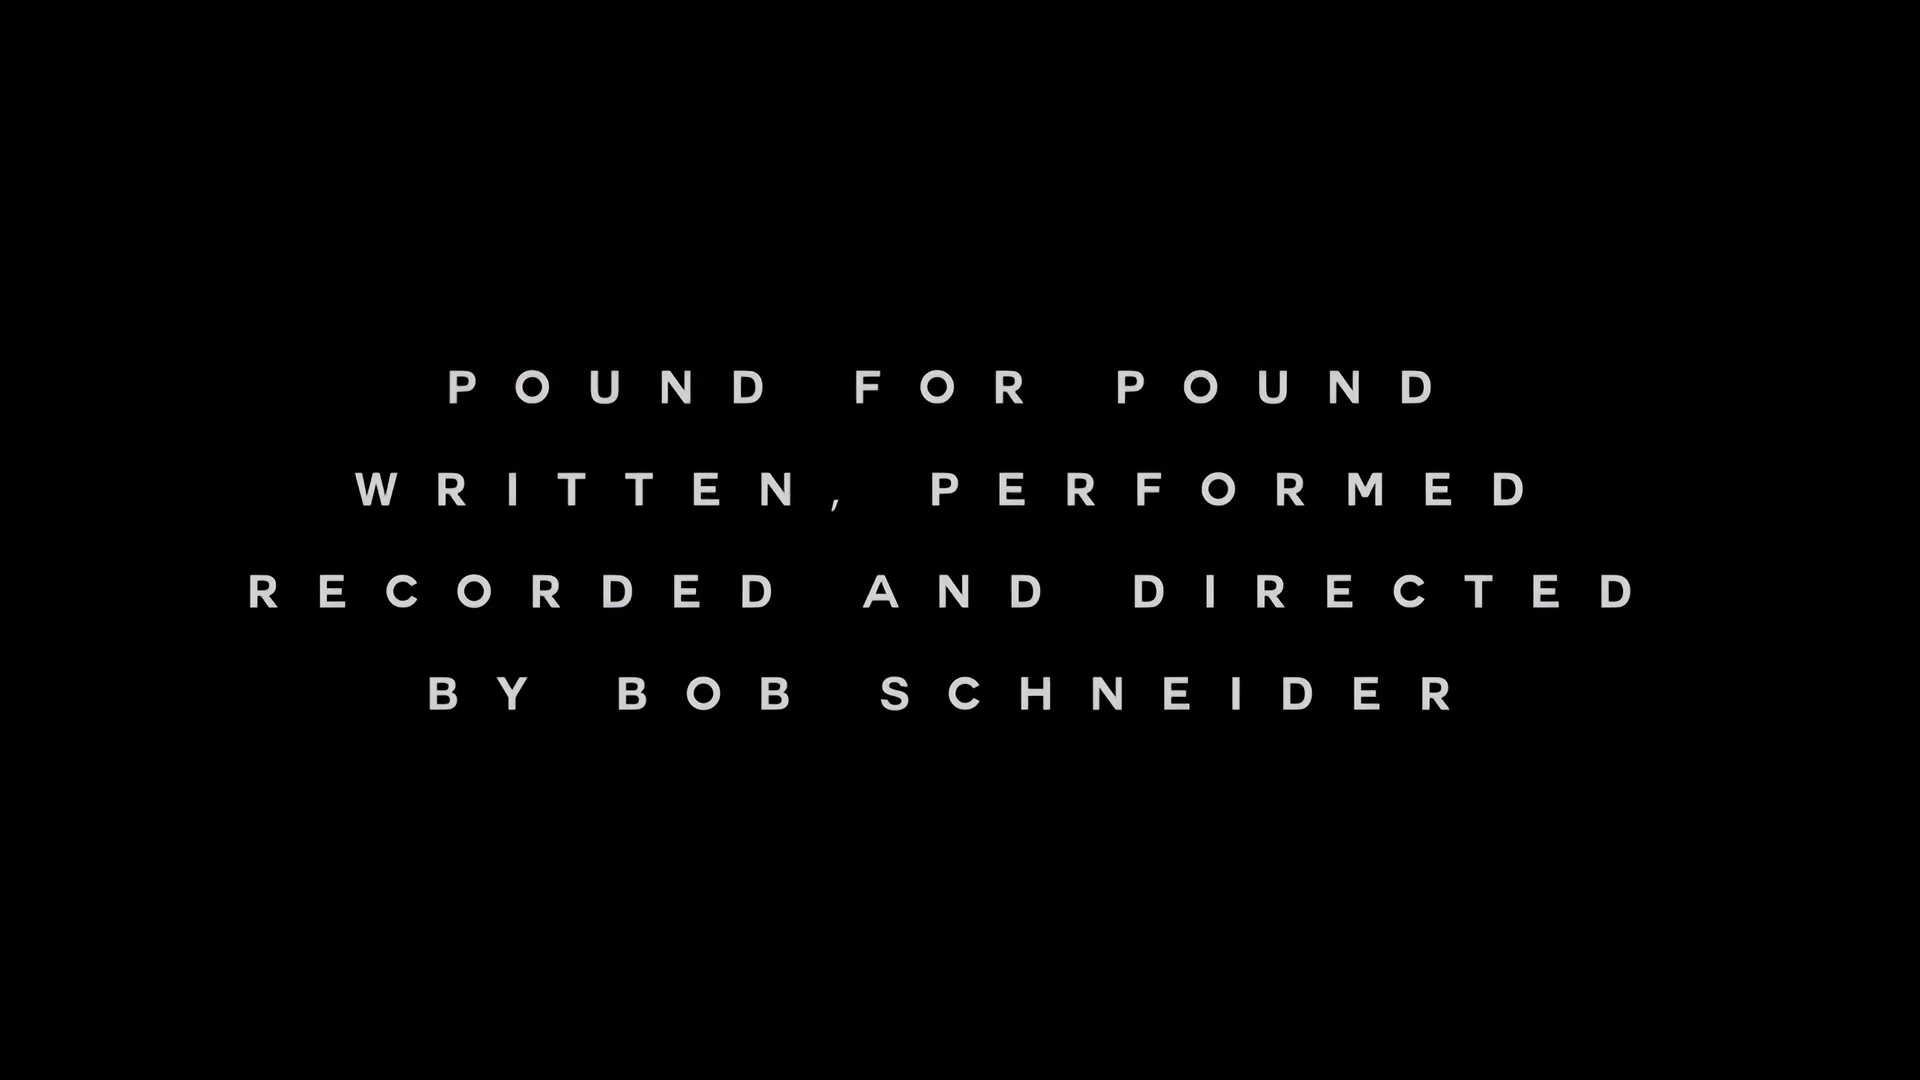 POUND FOR POUND
WRITTEN, PERFORMED
RECORDED AND DIRECTED
BY BOB SCHNEIDER